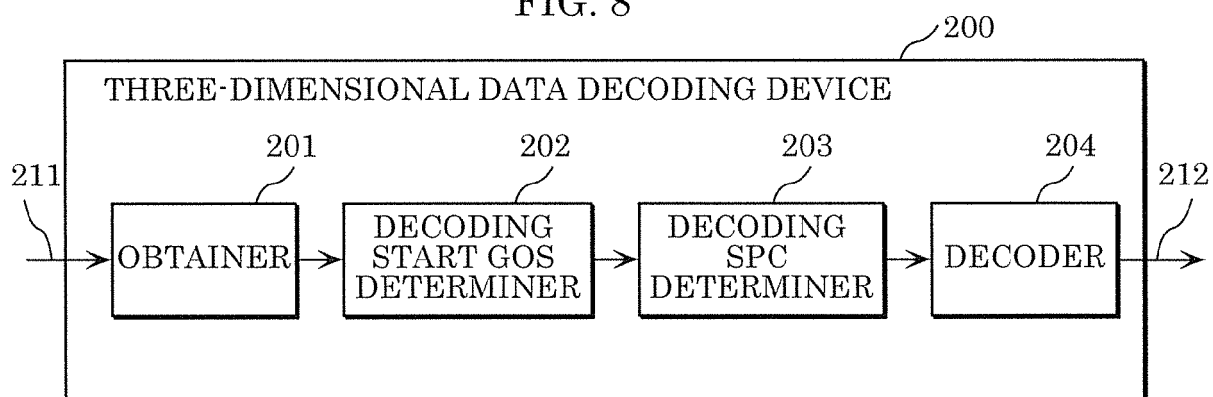 FIG. 8
200
THREE-DIMENSIONAL DATA DECODING DEVICE
201
202
203
204
211
212
OBTAINER
DECODING
START GOS
DETERMINER
DECODING
SPC
DETERMINER
DECODER